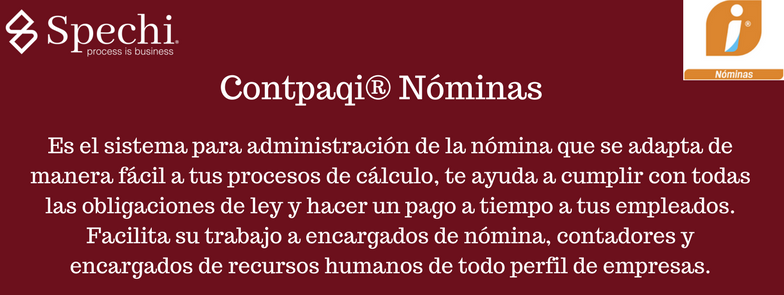 Spechi®
process is business
i®
Nóminas
Contpaqi® Nóminas
Es el sistema para administración de la nómina que se adapta de
manera fácil a tus procesos de cálculo, te ayuda a cumplir con todas
las obligaciones de ley y hacer un pago a tiempo a tus empleados.
Facilita su trabajo a encargados de nómina, contadores y
encargados de recursos humanos de todo perfil de empresas.